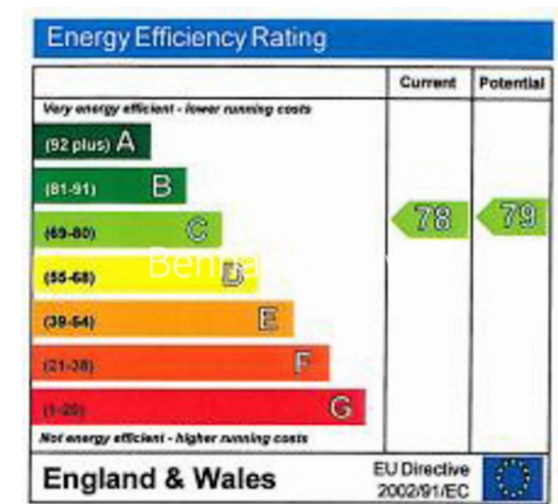 Energy Efficiency Rating
Current Potential
Very energy efficient - lower running costs
(92 plus) A
(81-91) B
(69-80) C
78 79
(55-68) D
(39-54) E
(21-38) F
(1-20) G
Not energy efficient - higher running costs
England & Wales
EU Directive
2002/91/EC